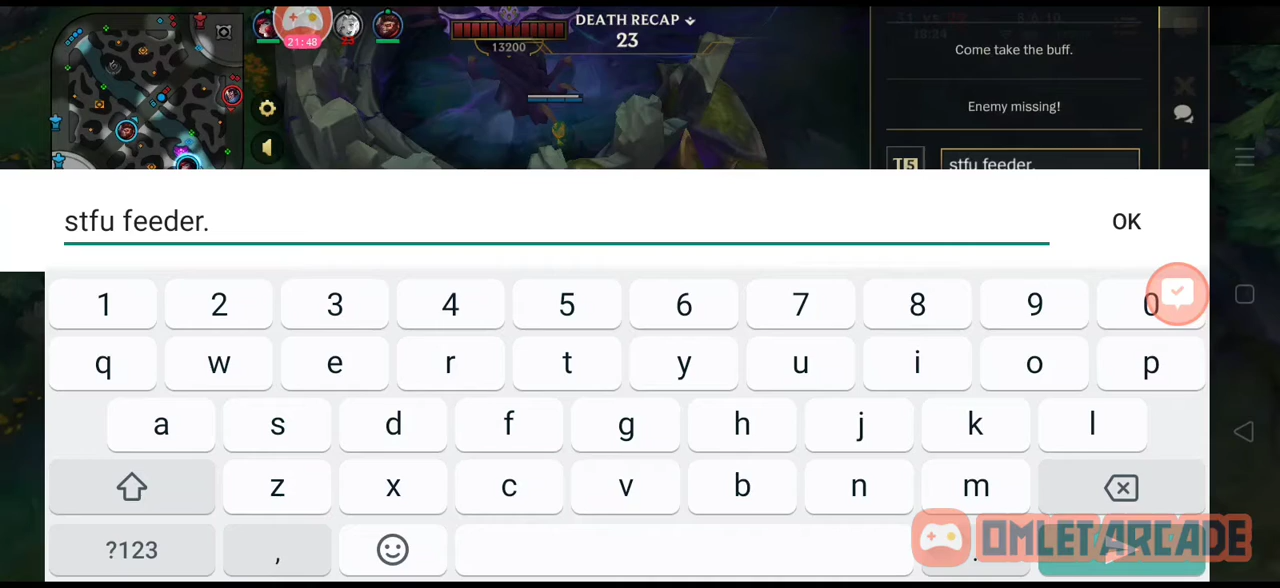 DEATH RECAP
23
21:48
13200
Come take the buff.
Enemy missing!
T5
stfu feeder.
stfu feeder.
OK
1 2 3 4 5 6 7 8 9 0
q w e r t y u i o p
a s d f g h j k l
z x c v b n m
?123 , .
OMLET ARCADE